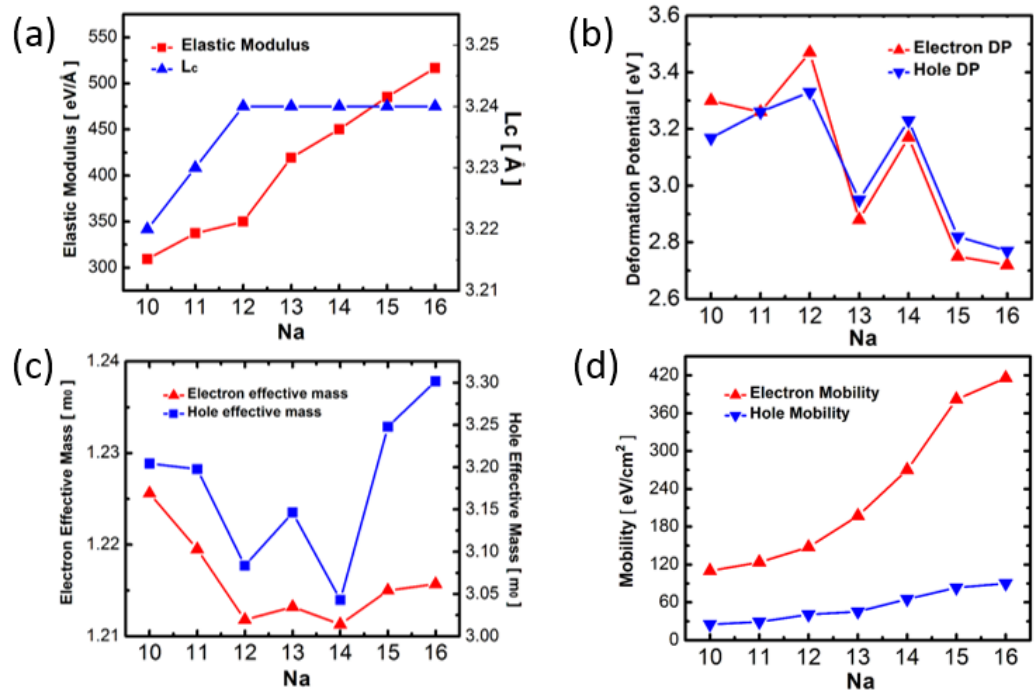 (a)
Elastic Modulus [ eV/Å ]
550
500
450
400
350
300
Elastic Modulus
Lc
3.25
3.24
3.23
3.22
3.21
Lc [ Å ]
10 11 12 13 14 15 16
Na
(b)
Deformation Potential [ eV ]
3.6
3.4
3.2
3.0
2.8
2.6
Electron DP
Hole DP
10 11 12 13 14 15 16
Na
(c)
Electron Effective Mass [ m₀ ]
1.24
1.23
1.22
1.21
Electron effective mass
Hole effective mass
3.30
3.25
3.20
3.15
3.10
3.05
3.00
Hole Effective Mass [ m₀ ]
10 11 12 13 14 15 16
Na
(d)
Mobility [ eV/cm² ]
420
360
300
240
180
120
60
0
Electron Mobility
Hole Mobility
10 11 12 13 14 15 16
Na